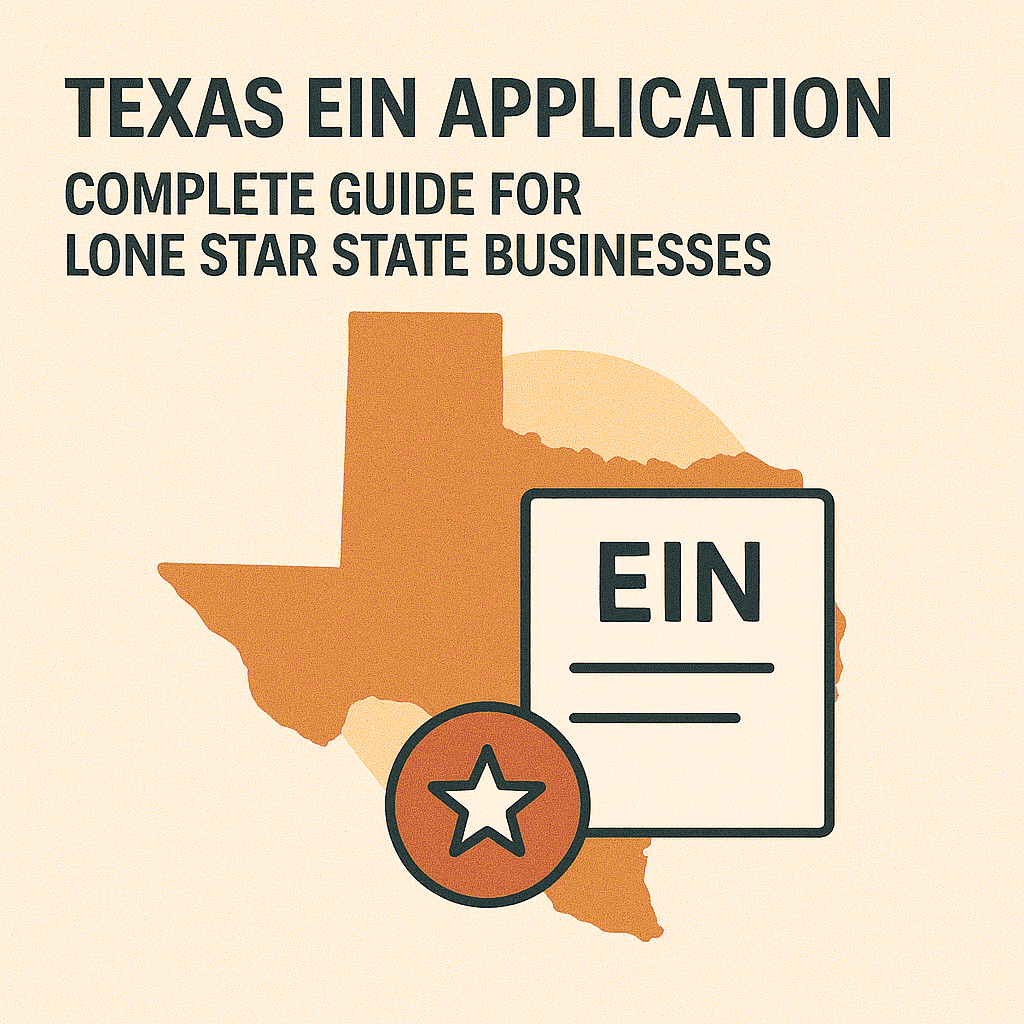 TEXAS EIN APPLICATION
COMPLETE GUIDE FOR
LONE STAR STATE BUSINESSES
EIN